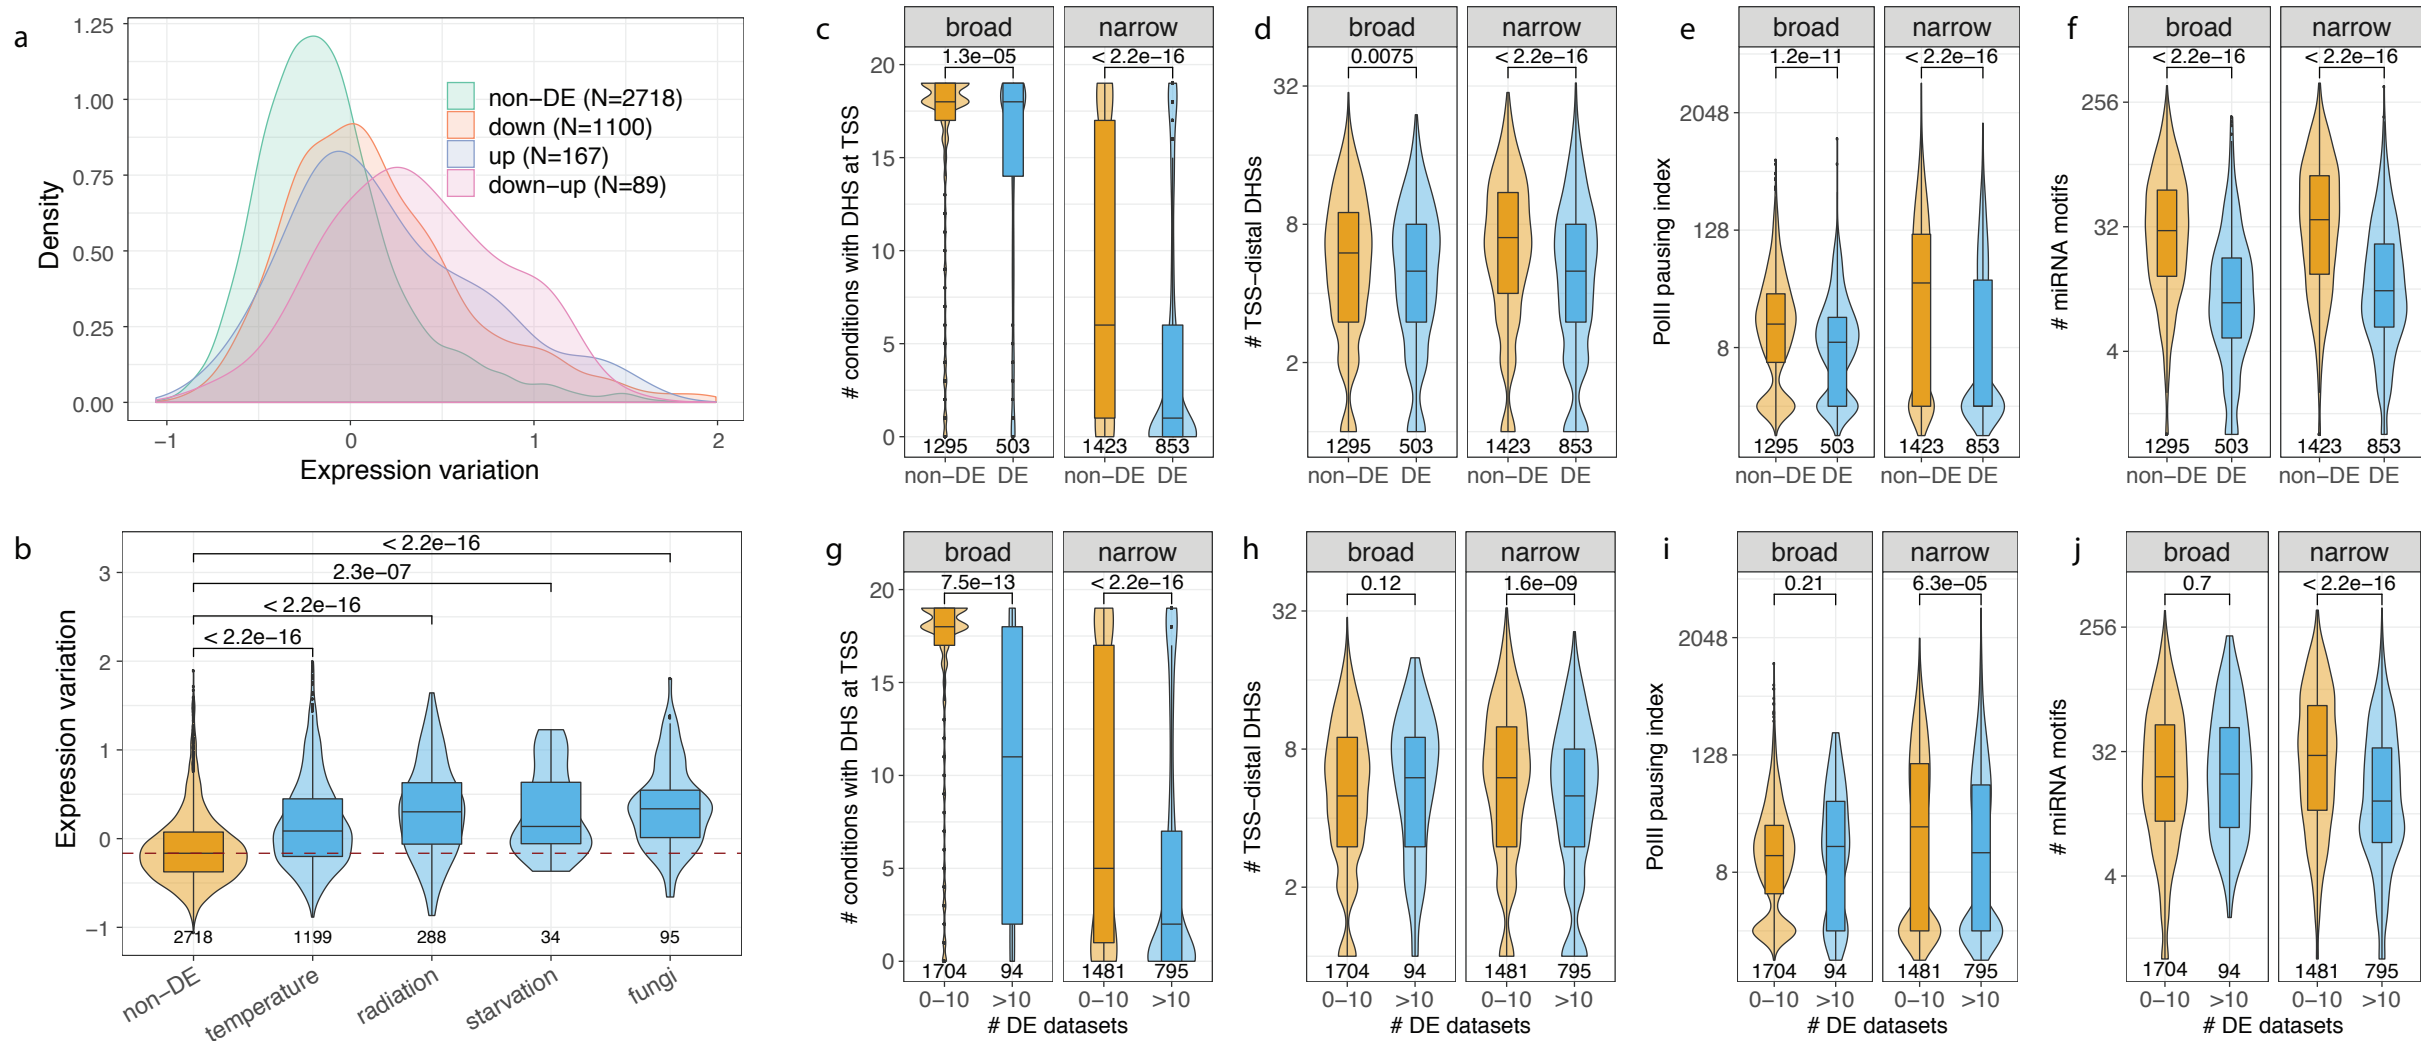 a
1.25
1.00
0.75
0.50
0.25
0.00
Density
non−DE (N=2718)
down (N=1100)
up (N=167)
down−up (N=89)
−1 0 1 2
Expression variation
b
3
2
1
0
−1
Expression variation
< 2.2e−16
2.3e−07
< 2.2e−16
< 2.2e−16
2718 1199 288 34 95
non−DE temperature radiation starvation fungi
c
broad narrow
1.3e−05 < 2.2e−16
20
15
10
5
0
# conditions with DHS at TSS
1295 503 1423 853
non−DE DE non−DE DE
d
broad narrow
0.0075 < 2.2e−16
32
8
2
# TSS−distal DHSs
1295 503 1423 853
non−DE DE non−DE DE
e
broad narrow
1.2e−11 < 2.2e−16
2048
128
8
PolII pausing index
1295 503 1423 853
non−DE DE non−DE DE
f
broad narrow
< 2.2e−16 < 2.2e−16
256
32
4
# miRNA motifs
1295 503 1423 853
non−DE DE non−DE DE
g
broad narrow
7.5e−13 < 2.2e−16
20
15
10
5
0
# conditions with DHS at TSS
1704 94 1481 795
0−10 >10 0−10 >10
# DE datasets
h
broad narrow
0.12 1.6e−09
32
8
2
# TSS−distal DHSs
1704 94 1481 795
0−10 >10 0−10 >10
# DE datasets
i
broad narrow
0.21 6.3e−05
2048
128
8
PolII pausing index
1704 94 1481 795
0−10 >10 0−10 >10
# DE datasets
j
broad narrow
0.7 < 2.2e−16
256
32
4
# miRNA motifs
1704 94 1481 795
0−10 >10 0−10 >10
# DE datasets